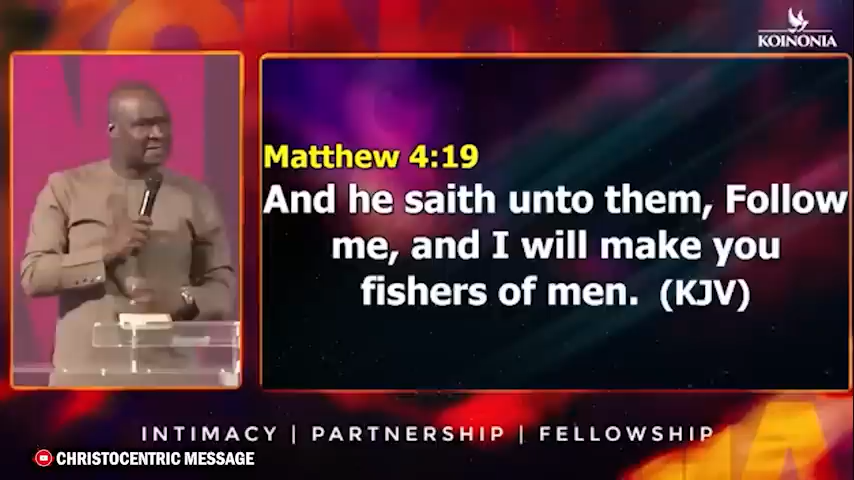 KOINONIA
Matthew 4:19
And he saith unto them, Follow
me, and I will make you
fishers of men. (KJV)
INTIMACY | PARTNERSHIP | FELLOWSHIP
CHRISTOCENTRIC MESSAGE